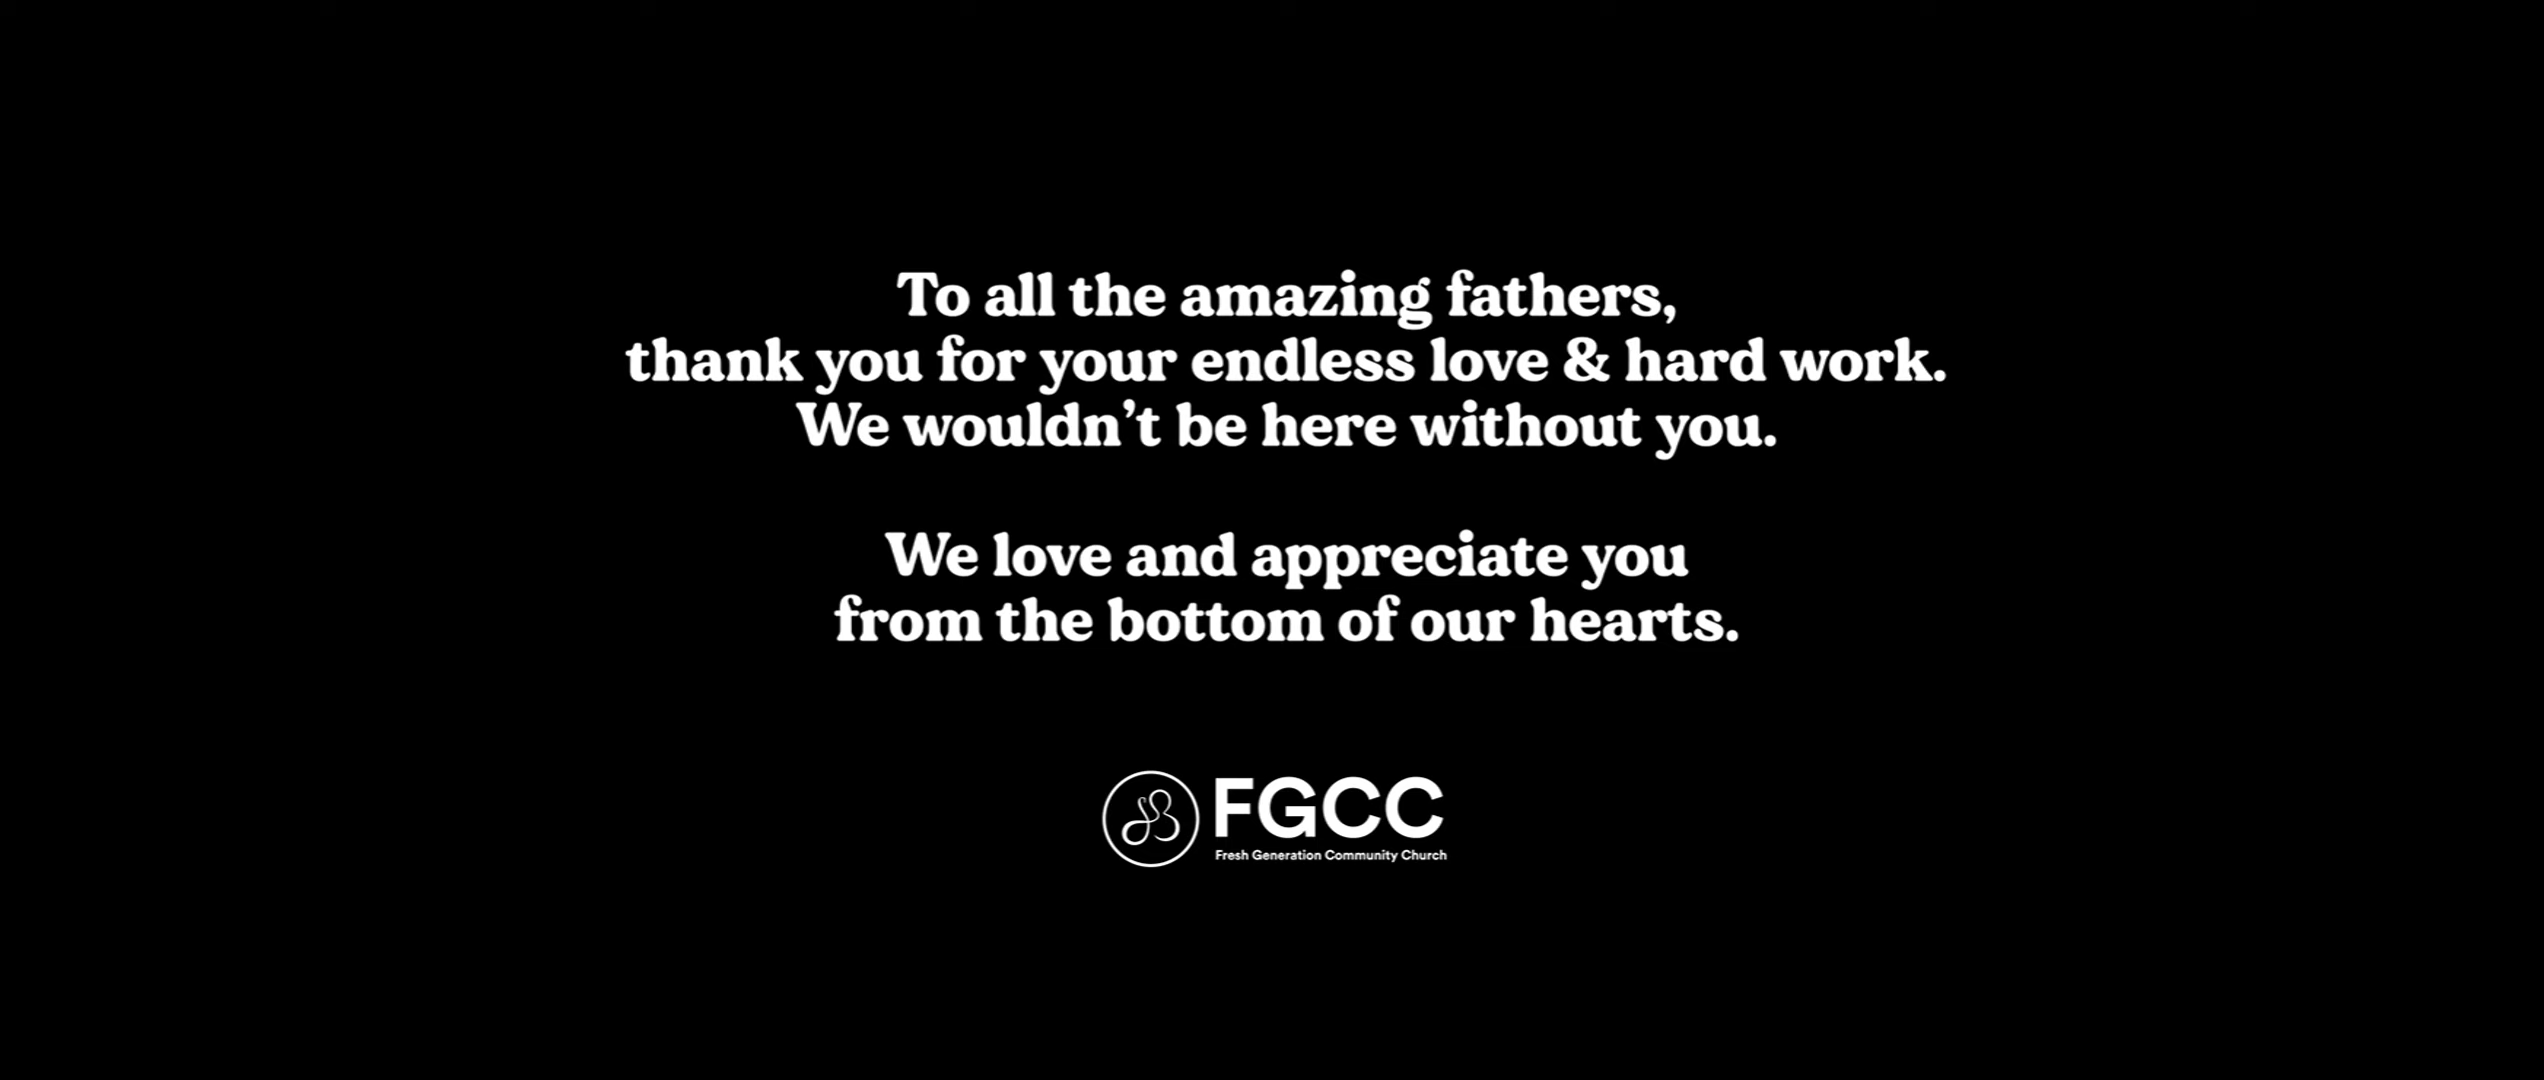 To all the amazing fathers,
thank you for your endless love & hard work.
We wouldn’t be here without you.
We love and appreciate you
from the bottom of our hearts.
FGCC
Fresh Generation Community Church